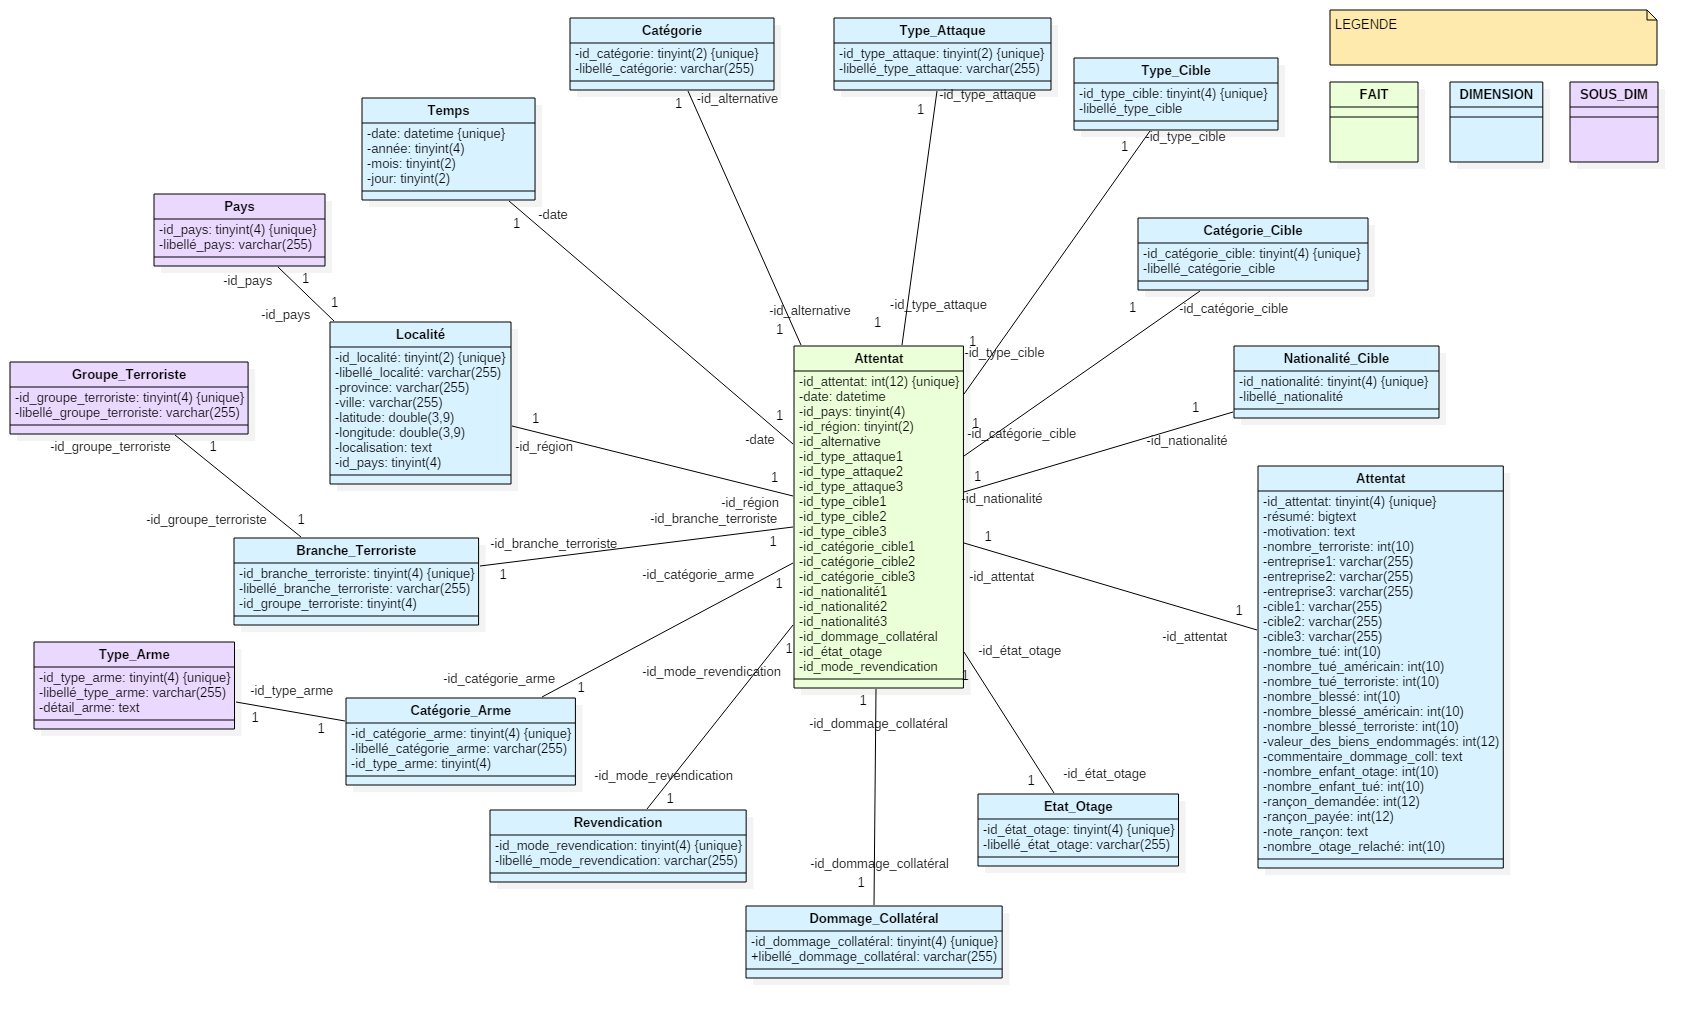 Catégorie
-id_catégorie: tinyint(2) {unique}
-libellé_catégorie: varchar(255)
Type_Attaque
-id_type_attaque: tinyint(2) {unique}
-libellé_type_attaque: varchar(255)
Type_Cible
-id_type_cible: tinyint(4) {unique}
-libellé_type_cible
LEGENDE
FAIT
DIMENSION
SOUS_DIM
Temps
-date: datetime {unique}
-année: tinyint(4)
-mois: tinyint(2)
-jour: tinyint(2)
1
-id_alternative
1
-id_type_attaque
1
-id_type_cible
Pays
-id_pays: tinyint(4) {unique}
-libellé_pays: varchar(255)
1
-date
Catégorie_Cible
-id_catégorie_cible: tinyint(4) {unique}
-libellé_catégorie_cible
-id_pays
1
1
-id_pays
-id_alternative
1
-id_type_attaque
1
1
-id_catégorie_cible
1
-id_type_cible
Localité
-id_localité: tinyint(2) {unique}
-libellé_localité: varchar(255)
-province: varchar(255)
-ville: varchar(255)
-latitude: double(3,9)
-longitude: double(3,9)
-localisation: text
-id_pays: tinyint(4)
Attentat
-id_attentat: int(12) {unique}
-date: datetime
-id_pays: tinyint(4)
-id_région: tinyint(2)
-id_alternative
-id_type_attaque1
-id_type_attaque2
-id_type_attaque3
-id_type_cible1
-id_type_cible2
-id_type_cible3
-id_catégorie_cible1
-id_catégorie_cible2
-id_catégorie_cible3
-id_nationalité1
-id_nationalité2
-id_nationalité3
-id_dommage_collatéral
-id_état_otage
-id_mode_revendication
Nationalité_Cible
-id_nationalité: tinyint(4) {unique}
-libellé_nationalité
Groupe_Terroriste
-id_groupe_terroriste: tinyint(4) {unique}
-libellé_groupe_terroriste: varchar(255)
-id_groupe_terroriste
1
1
-id_région
1
-date
1
-id_catégorie_cible
1
-id_nationalité
1
-id_région
1
-id_nationalité
-id_groupe_terroriste
1
-id_branche_terroriste
1
-id_branche_terroriste
1
1
-id_attentat
1
-id_attentat
Attentat
-id_attentat: tinyint(4) {unique}
-résumé: bigtext
-motivation: text
-nombre_terroriste: int(10)
-entreprise1: varchar(255)
-entreprise2: varchar(255)
-entreprise3: varchar(255)
-cible1: varchar(255)
-cible2: varchar(255)
-cible3: varchar(255)
-nombre_tué: int(10)
-nombre_tué_américain: int(10)
-nombre_tué_terroriste: int(10)
-nombre_blessé: int(10)
-nombre_blessé_américain: int(10)
-nombre_blessé_terroriste: int(10)
-valeur_des_biens_endommagés: int(12)
-commentaire_dommage_coll: text
-nombre_enfant_otage: int(10)
-nombre_enfant_tué: int(10)
-rançon_demandée: int(12)
-rançon_payée: int(12)
-note_rançon: text
-nombre_otage_relaché: int(10)
Branche_Terroriste
-id_branche_terroriste: tinyint(4) {unique}
-libellé_branche_terroriste: varchar(255)
-id_groupe_terroriste: tinyint(4)
-id_catégorie_arme
1
Type_Arme
-id_type_arme: tinyint(4) {unique}
-libellé_type_arme: varchar(255)
-détail_arme: text
1
-id_mode_revendication
-id_état_otage
1
-id_type_arme
1
1
-id_catégorie_arme
1
Catégorie_Arme
-id_catégorie_arme: tinyint(4) {unique}
-libellé_catégorie_arme: varchar(255)
-id_type_arme: tinyint(4)
1
-id_dommage_collatéral
-id_mode_revendication
1
1
-id_état_otage
Revendication
-id_mode_revendication: tinyint(4) {unique}
-libellé_mode_revendication: varchar(255)
Etat_Otage
-id_état_otage: tinyint(4) {unique}
-libellé_état_otage: varchar(255)
-id_dommage_collatéral
1
Dommage_Collatéral
-id_dommage_collatéral: tinyint(4) {unique}
+libellé_dommage_collatéral: varchar(255)